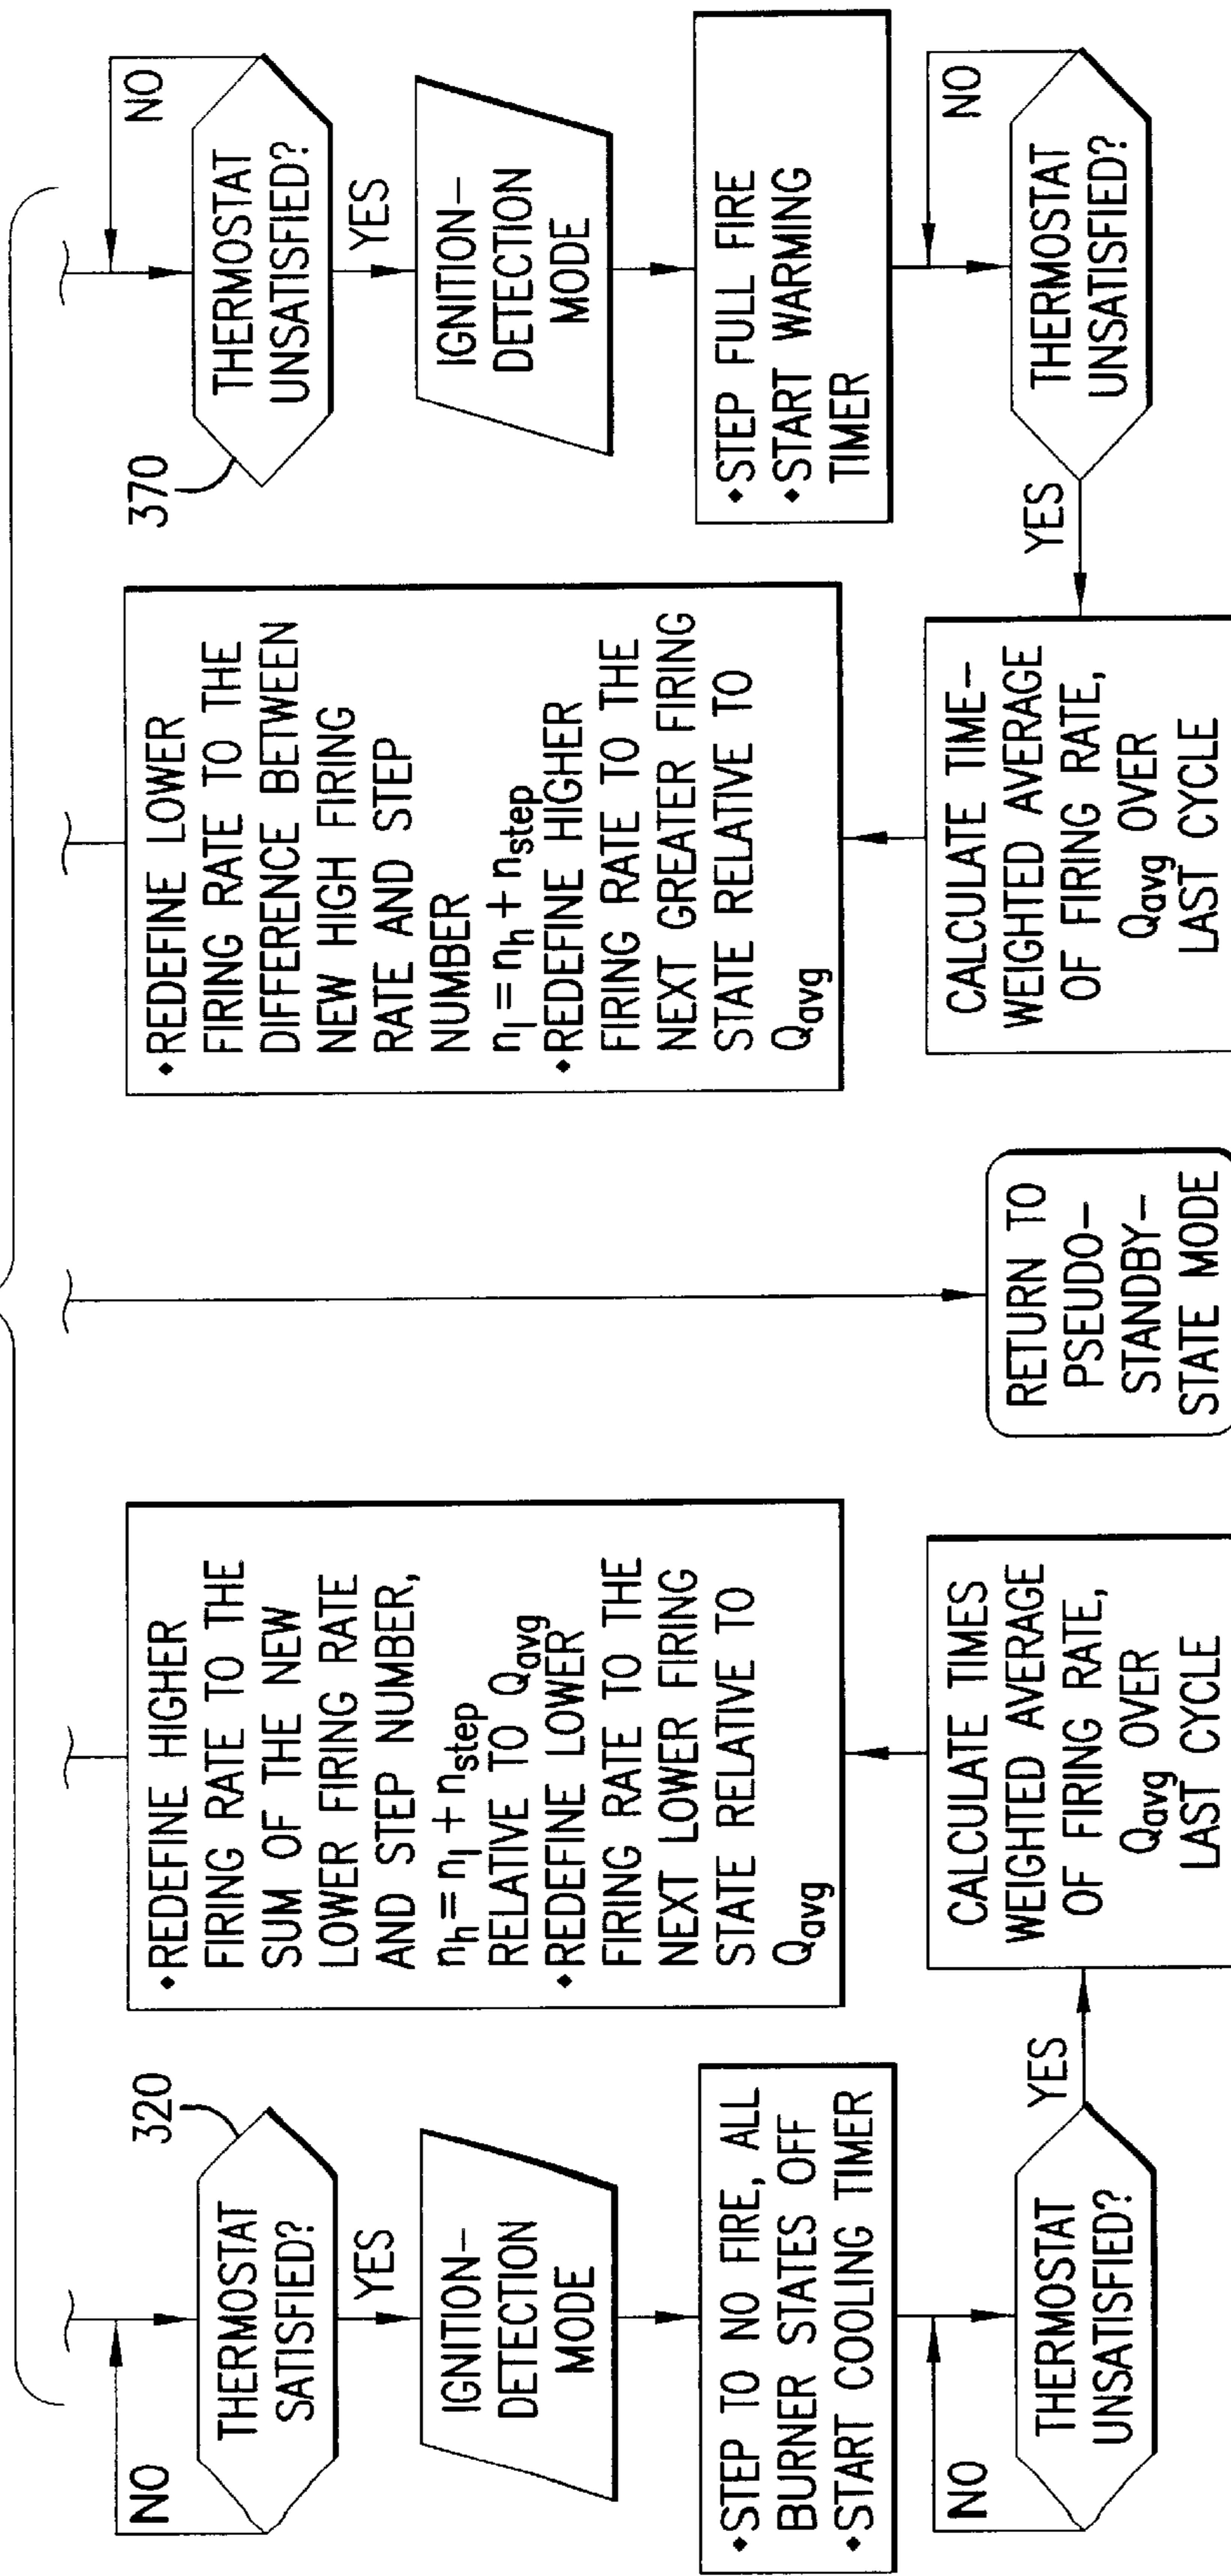 NO
THERMOSTAT
SATISFIED?
320
YES
IGNITION–
DETECTION
MODE
•STEP TO NO FIRE, ALL
BURNER STATES OFF
•START COOLING TIMER
NO
THERMOSTAT
UNSATISFIED?
YES
CALCULATE TIMES
WEIGHTED AVERAGE
OF FIRING RATE,
Qavg OVER
LAST CYCLE
•REDEFINE HIGHER
FIRING RATE TO THE
SUM OF THE NEW
LOWER FIRING RATE
AND STEP NUMBER,
nh = nl + nstep
RELATIVE TO Qavg
•REDEFINE LOWER
FIRING RATE TO THE
NEXT LOWER FIRING
STATE RELATIVE TO
Qavg
RETURN TO
PSEUDO–
STANDBY–
STATE MODE
•REDEFINE LOWER
FIRING RATE TO THE
DIFFERENCE BETWEEN
NEW HIGH FIRING
RATE AND STEP
NUMBER
nl = nh + nstep
•REDEFINE HIGHER
FIRING RATE TO THE
NEXT GREATER FIRING
STATE RELATIVE TO
Qavg
CALCULATE TIME–
WEIGHTED AVERAGE
OF FIRING RATE,
Qavg OVER
LAST CYCLE
370
NO
THERMOSTAT
UNSATISFIED?
YES
IGNITION–
DETECTION
MODE
•STEP FULL FIRE
•START WARMING
TIMER
NO
THERMOSTAT
UNSATISFIED?
YES